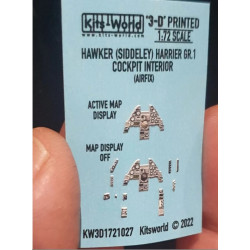 Kits World "3-D" PRINTED
www.kitsworld.com 1:72 SCALE
HAWKER (SIDDELEY) HARRIER GR.1
COCKPIT INTERIOR
(AIRFIX)
ACTIVE MAP
DISPLAY
MAP DISPLAY
OFF
KW3D1721027 Kitsworld © 2022